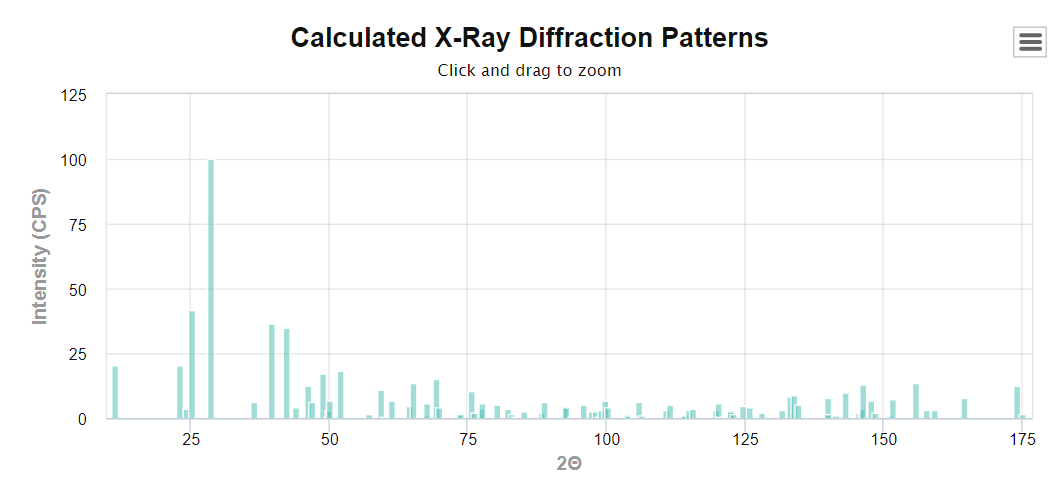 Calculated X-Ray Diffraction Patterns
Click and drag to zoom
Intensity (CPS)
125
100
75
50
25
0
25 50 75 100 125 150 175
2Θ